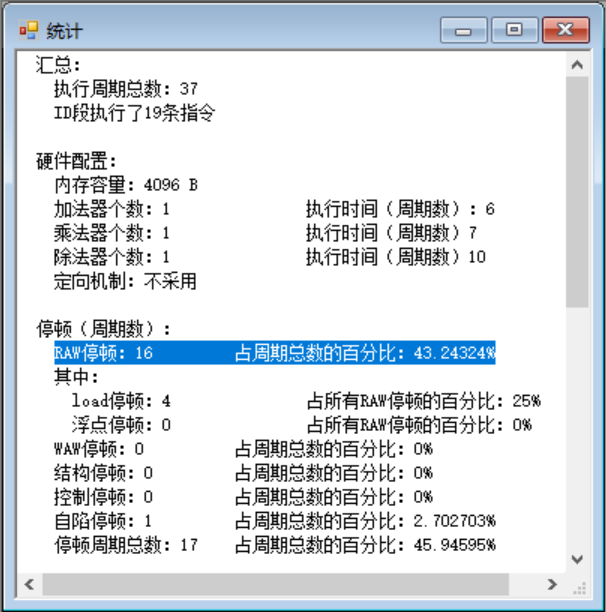 统计
汇总:
执行周期总数: 37
ID段执行了19条指令
硬件配置:
内存容量: 4096 B
加法器个数: 1 执行时间（周期数）: 6
乘法器个数: 1 执行时间（周期数）7
除法器个数: 1 执行时间（周期数）10
定向机制: 不采用
停顿（周期数）:
RAW停顿: 16 占周期总数的百分比: 43.24324%
其中:
load停顿: 4 占所有RAW停顿的百分比: 25%
浮点停顿: 0 占所有RAW停顿的百分比: 0%
WAW停顿: 0 占周期总数的百分比: 0%
结构停顿: 0 占周期总数的百分比: 0%
控制停顿: 0 占周期总数的百分比: 0%
自陷停顿: 1 占周期总数的百分比: 2.702703%
停顿周期总数: 17 占周期总数的百分比: 45.94595%